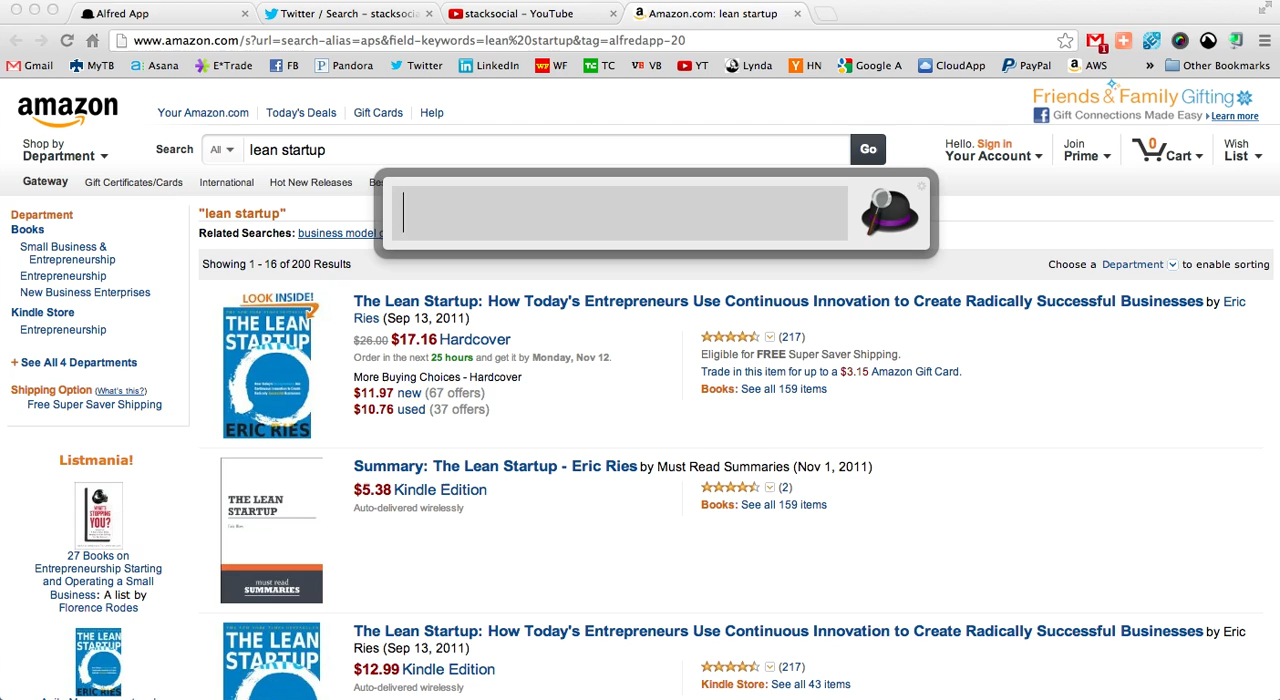 Alfred App
Twitter / Search - stacksocia
stacksocial - YouTube
Amazon.com: lean startup
www.amazon.com/s?url=search-alias=aps&field-keywords=lean%20startup&tag=alfredapp-20
Gmail MyTB Asana E*Trade FB Pandora Twitter LinkedIn WF TC VB YT Lynda HN Google A CloudApp PayPal AWS » Other Bookmarks
amazon
Your Amazon.com Today's Deals Gift Cards Help
Friends & Family Gifting
Gift Connections Made Easy Learn more
Shop by
Department
Search All lean startup Go
Hello. Sign in
Your Account
Join
Prime
0
Cart
Wish
List
Gateway Gift Certificates/Cards International Hot New Releases
Department
Books
Small Business &
Entrepreneurship
Entrepreneurship
New Business Enterprises
Kindle Store
Entrepreneurship
+ See All 4 Departments
Shipping Option (What's this?)
Free Super Saver Shipping
Listmania!
WHAT'S
STOPPING
YOU?
27 Books on
Entrepreneurship Starting
and Operating a Small
Business: A list by
Florence Rodes
THE LEAN
STARTUP
ERIC RIES
"lean startup"
Related Searches: business model
Showing 1 - 16 of 200 Results
Choose a Department to enable sorting
LOOK INSIDE!
THE LEAN
STARTUP
ERIC RIES
The Lean Startup: How Today's Entrepreneurs Use Continuous Innovation to Create Radically Successful Businesses by Eric
Ries (Sep 13, 2011)
$26.00 $17.16 Hardcover
Order in the next 25 hours and get it by Monday, Nov 12.
More Buying Choices - Hardcover
$11.97 new (67 offers)
$10.76 used (37 offers)
(217)
Eligible for FREE Super Saver Shipping.
Trade in this item for up to a $3.15 Amazon Gift Card.
Books: See all 159 items
THE LEAN
STARTUP
Eric Ries
must read
SUMMARIES
Summary: The Lean Startup - Eric Ries by Must Read Summaries (Nov 1, 2011)
$5.38 Kindle Edition
Auto-delivered wirelessly
(2)
Books: See all 159 items
THE LEAN
STARTUP
The Lean Startup: How Today's Entrepreneurs Use Continuous Innovation to Create Radically Successful Businesses by Eric
Ries (Sep 13, 2011)
$12.99 Kindle Edition
Auto-delivered wirelessly
(217)
Kindle Store: See all 43 items